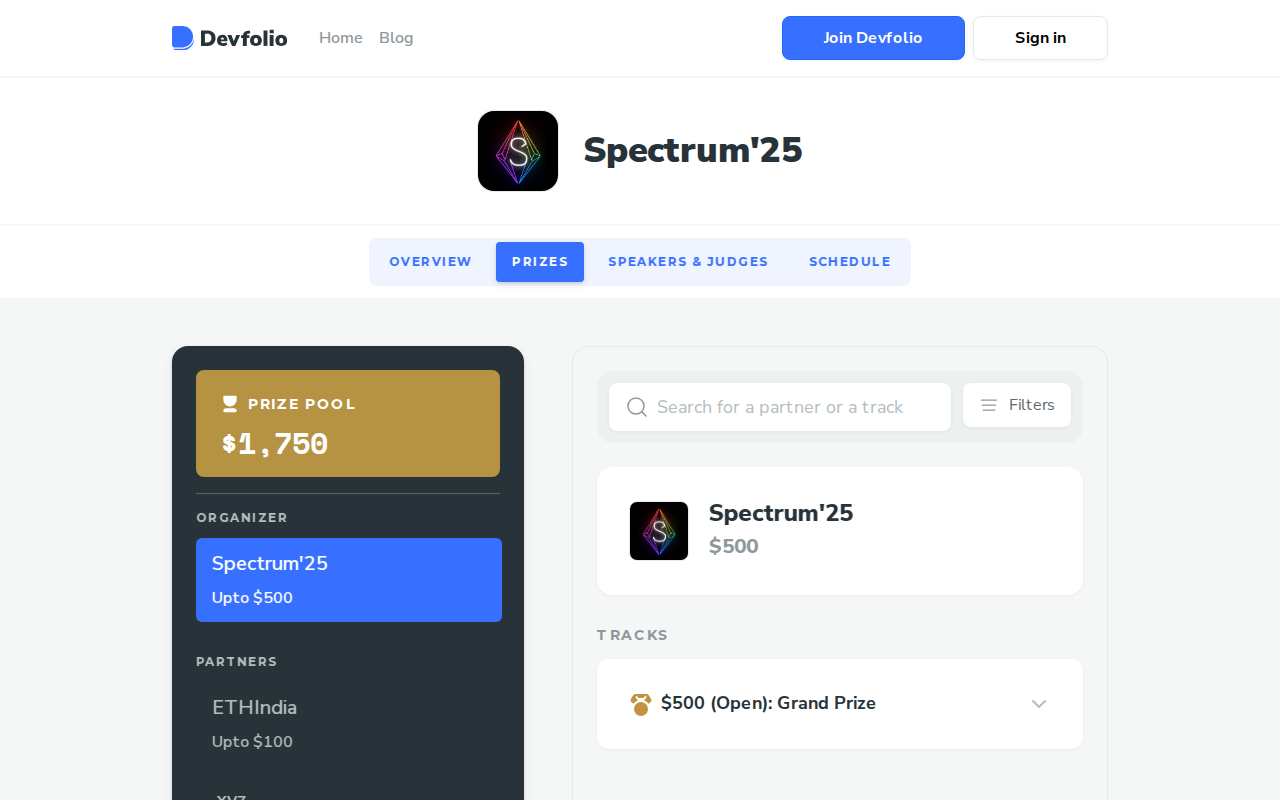 Devfolio
Home
Blog
Join Devfolio
Sign in
S
Spectrum'25
OVERVIEW
PRIZES
SPEAKERS & JUDGES
SCHEDULE
PRIZE POOL
$1,750
ORGANIZER
Spectrum'25
Upto $500
PARTNERS
ETHIndia
Upto $100
.xyz
Search for a partner or a track
Filters
S
Spectrum'25
$500
TRACKS
$500 (Open): Grand Prize